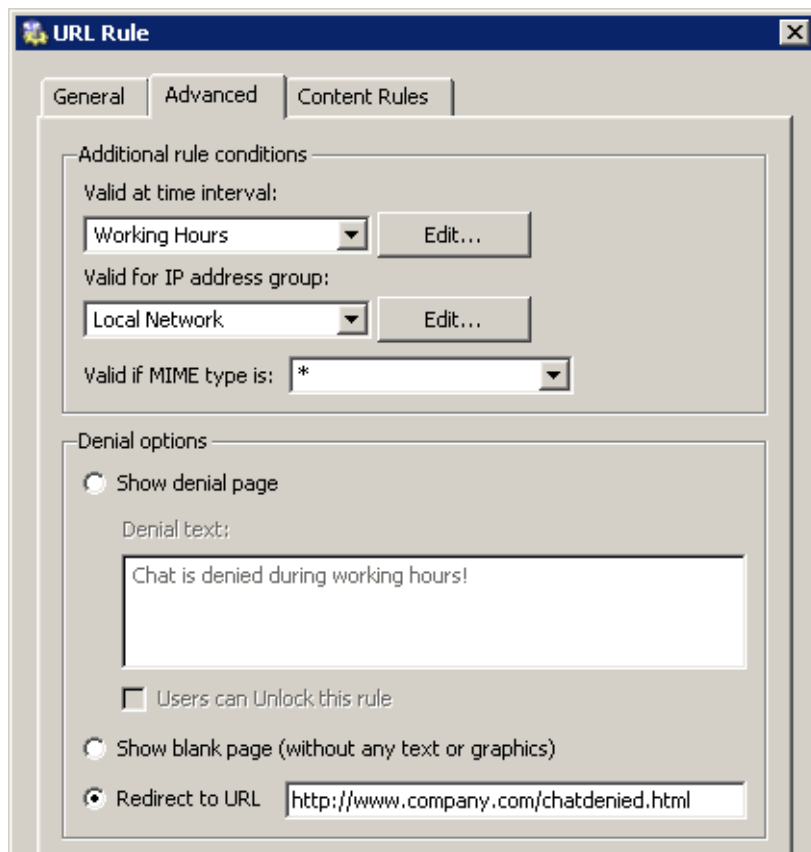 URL Rule
General Advanced Content Rules
Additional rule conditions
Valid at time interval:
Working Hours Edit...
Valid for IP address group:
Local Network Edit...
Valid if MIME type is: *
Denial options
Show denial page
Denial text:
Chat is denied during working hours!
Users can Unlock this rule
Show blank page (without any text or graphics)
Redirect to URL http://www.company.com/chatdenied.html